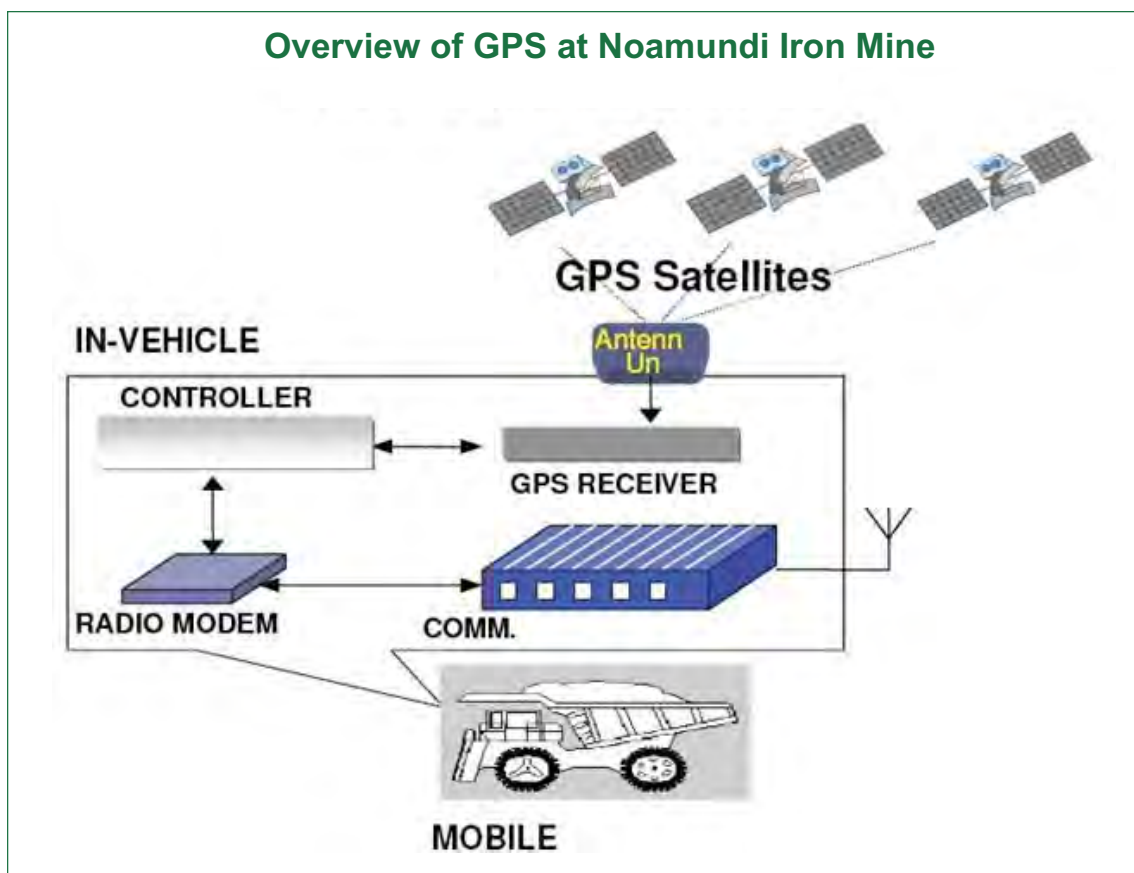 Overview of GPS at Noamundi Iron Mine
GPS Satellites
IN-VEHICLE
Antenn
Un
CONTROLLER
GPS RECEIVER
RADIO MODEM
COMM.
MOBILE